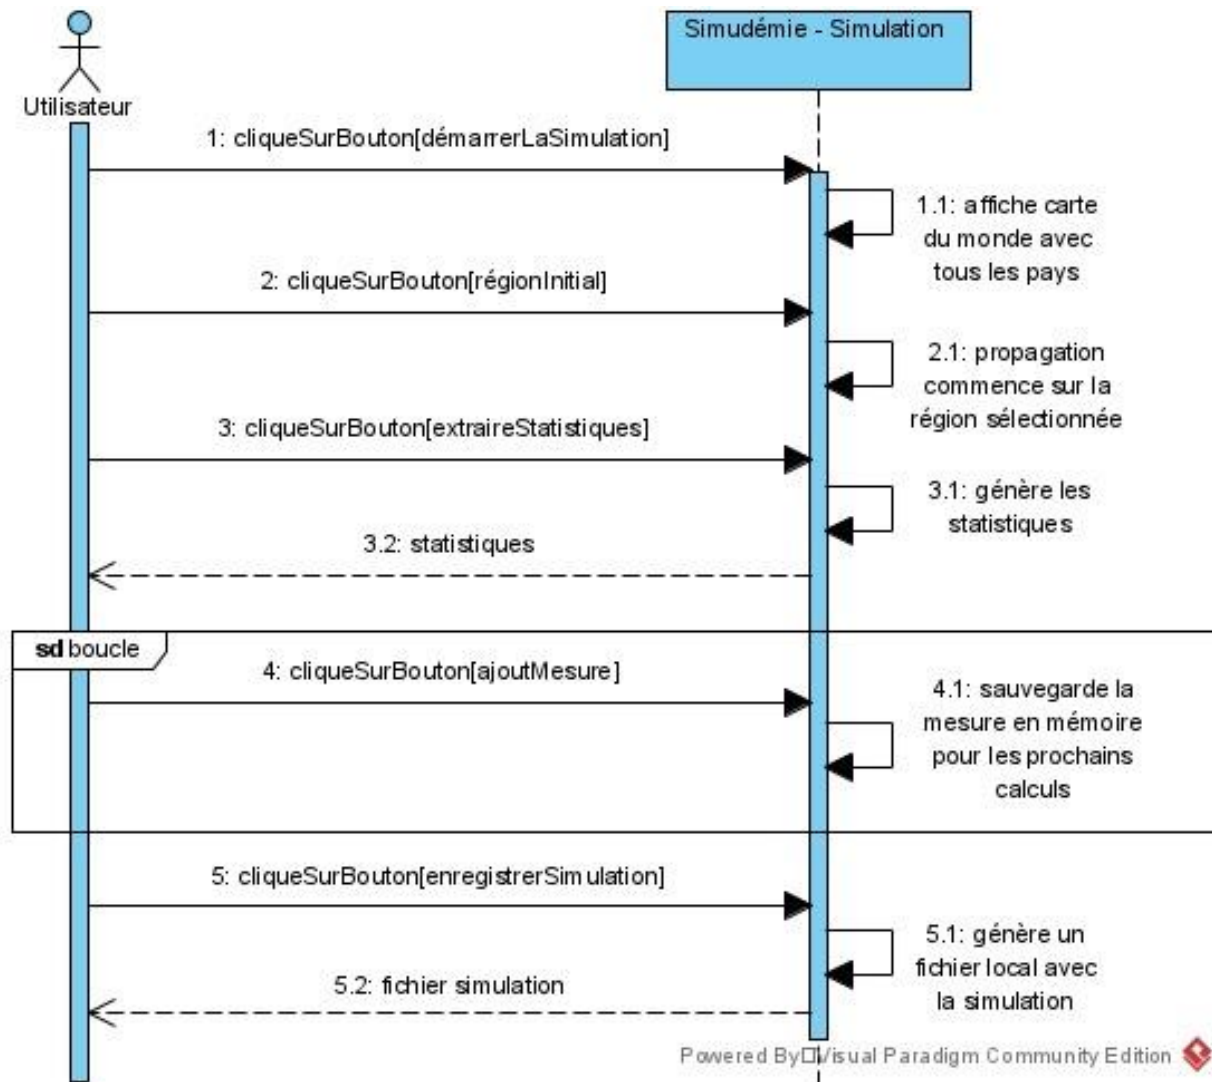 Simudémie - Simulation
Utilisateur
1: cliqueSurBouton[démarrerLaSimulation]
1.1: affiche carte
du monde avec
tous les pays
2: cliqueSurBouton[régionInitial]
2.1: propagation
commence sur la
région sélectionnée
3: cliqueSurBouton[extraireStatistiques]
3.1: génère les
statistiques
3.2: statistiques
sd boucle
4: cliqueSurBouton[ajoutMesure]
4.1: sauvegarde la
mesure en mémoire
pour les prochains
calculs
5: cliqueSurBouton[enregistrerSimulation]
5.1: génère un
fichier local avec
la simulation
5.2: fichier simulation
Powered By□Visual Paradigm Community Edition